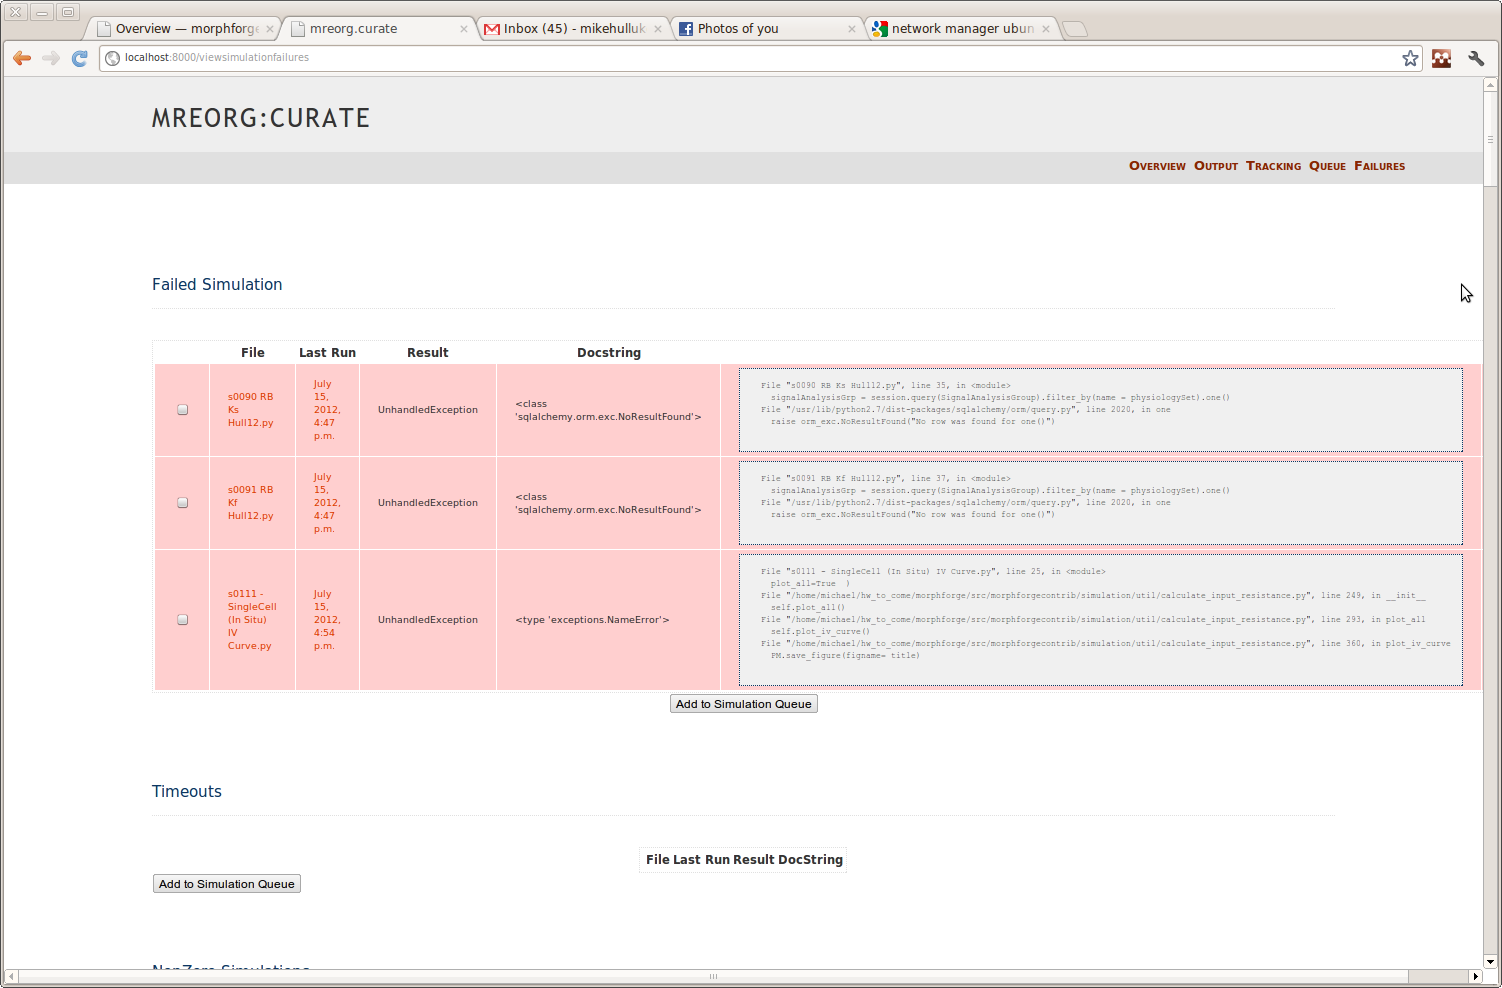 Overview — morphforge
mreorg.curate
Inbox (45) - mikehulluk
Photos of you
network manager ubun
localhost:8000/viewsimulationfailures
MREORG:CURATE
Overview Output Tracking Queue Failures
Failed Simulation
File Last Run Result Docstring
s0090 RB
Ks
Hull12.py
July
15,
2012,
4:47
p.m.
UnhandledException
<class
'sqlalchemy.orm.exc.NoResultFound'>
File "s0090 RB Ks Hull12.py", line 35, in <module>
signalAnalysisGrp = session.query(SignalAnalysisGroup).filter_by(name = physiologySet).one()
File "/usr/lib/python2.7/dist-packages/sqlalchemy/orm/query.py", line 2020, in one
raise orm_exc.NoResultFound("No row was found for one()")
s0091 RB
Kf
Hull12.py
July
15,
2012,
4:47
p.m.
UnhandledException
<class
'sqlalchemy.orm.exc.NoResultFound'>
File "s0091 RB Kf Hull12.py", line 37, in <module>
signalAnalysisGrp = session.query(SignalAnalysisGroup).filter_by(name = physiologySet).one()
File "/usr/lib/python2.7/dist-packages/sqlalchemy/orm/query.py", line 2020, in one
raise orm_exc.NoResultFound("No row was found for one()")
s0111 -
SingleCell
(In Situ)
IV
Curve.py
July
15,
2012,
4:54
p.m.
UnhandledException
<type 'exceptions.NameError'>
File "s0111 - SingleCell (In Situ) IV Curve.py", line 25, in <module>
plot_all=True  )
File "/home/michael/hw_to_come/morphforge/src/morphforgecontrib/simulation/util/calculate_input_resistance.py", line 249, in __init__
self.plot_all()
File "/home/michael/hw_to_come/morphforge/src/morphforgecontrib/simulation/util/calculate_input_resistance.py", line 293, in plot_all
self.plot_iv_curve()
File "/home/michael/hw_to_come/morphforge/src/morphforgecontrib/simulation/util/calculate_input_resistance.py", line 360, in plot_iv_curve
PM.save_figure(figname= title)
Add to Simulation Queue
Timeouts
File Last Run Result DocString
Add to Simulation Queue
NonZero Simulations